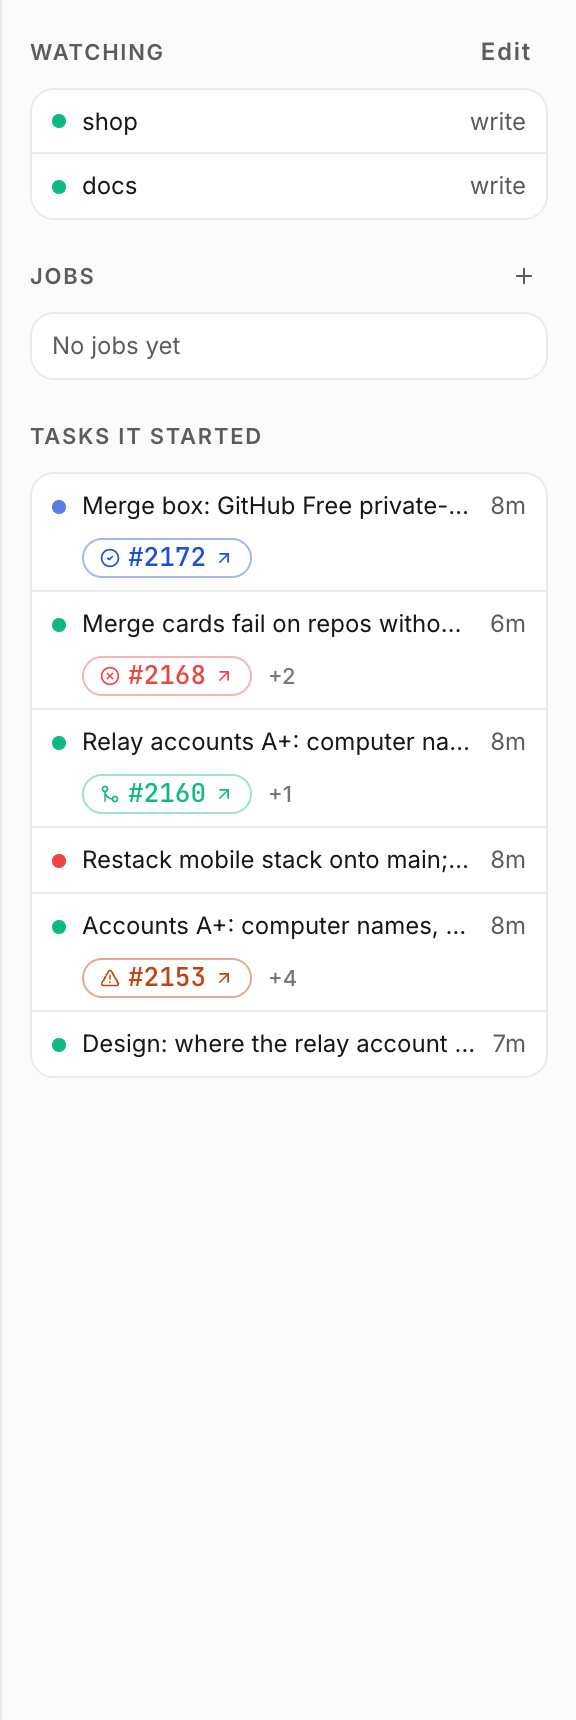 WATCHING Edit
shop write
docs write
JOBS +
No jobs yet
TASKS IT STARTED
Merge box: GitHub Free private-... 8m
#2172
Merge cards fail on repos witho... 6m
#2168 +2
Relay accounts A+: computer na... 8m
#2160 +1
Restack mobile stack onto main;... 8m
Accounts A+: computer names, ... 8m
#2153 +4
Design: where the relay account ... 7m